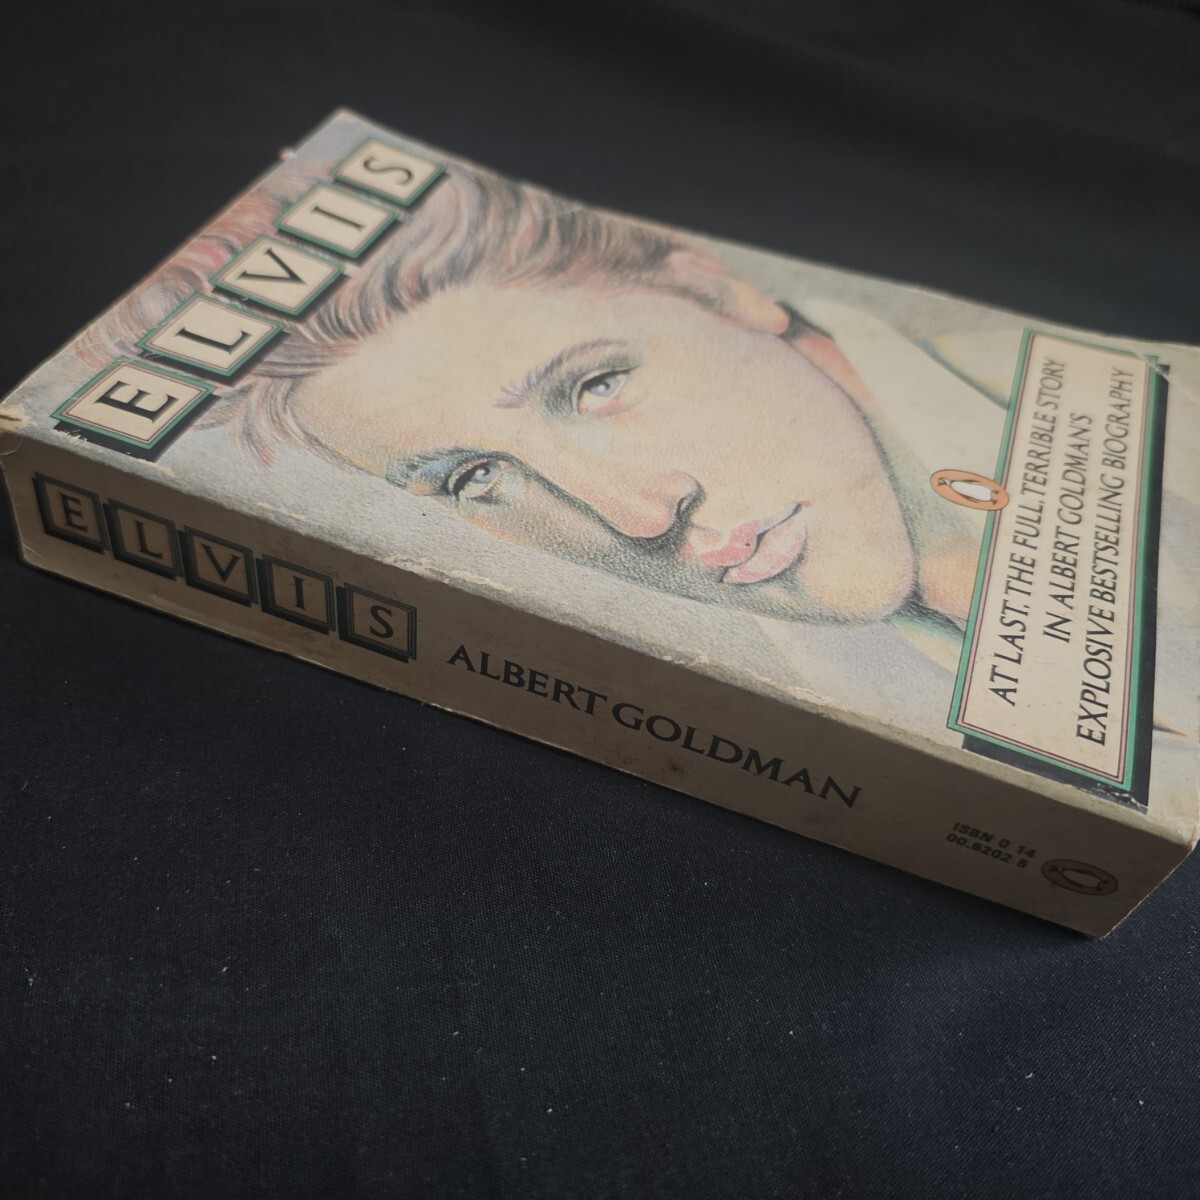 ELVIS
AT LAST. THE FULL, TERRIBLE STORY
IN ALBERT GOLDMAN'S
EXPLOSIVE BESTSELLING BIOGRAPHY
ELVIS
ALBERT GOLDMAN
ISBN 0 14
00.6202 5